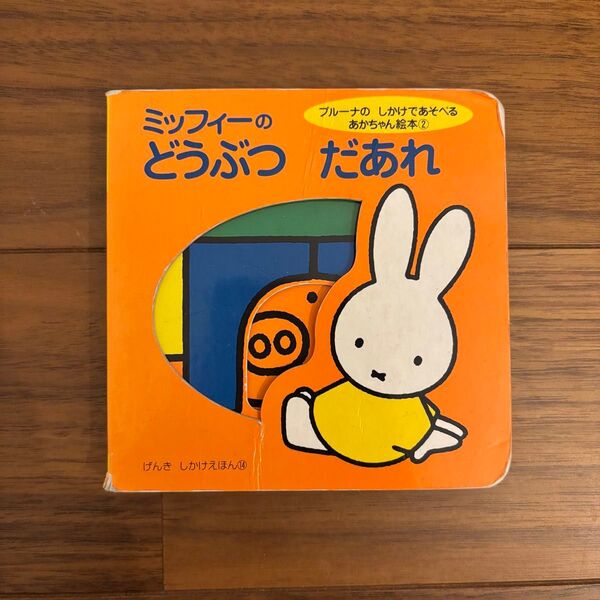 ブルーナの しかけであそべる
あかちゃん絵本②
ミッフィーの
どうぶつ だあれ
げんき しかけえほん⑭